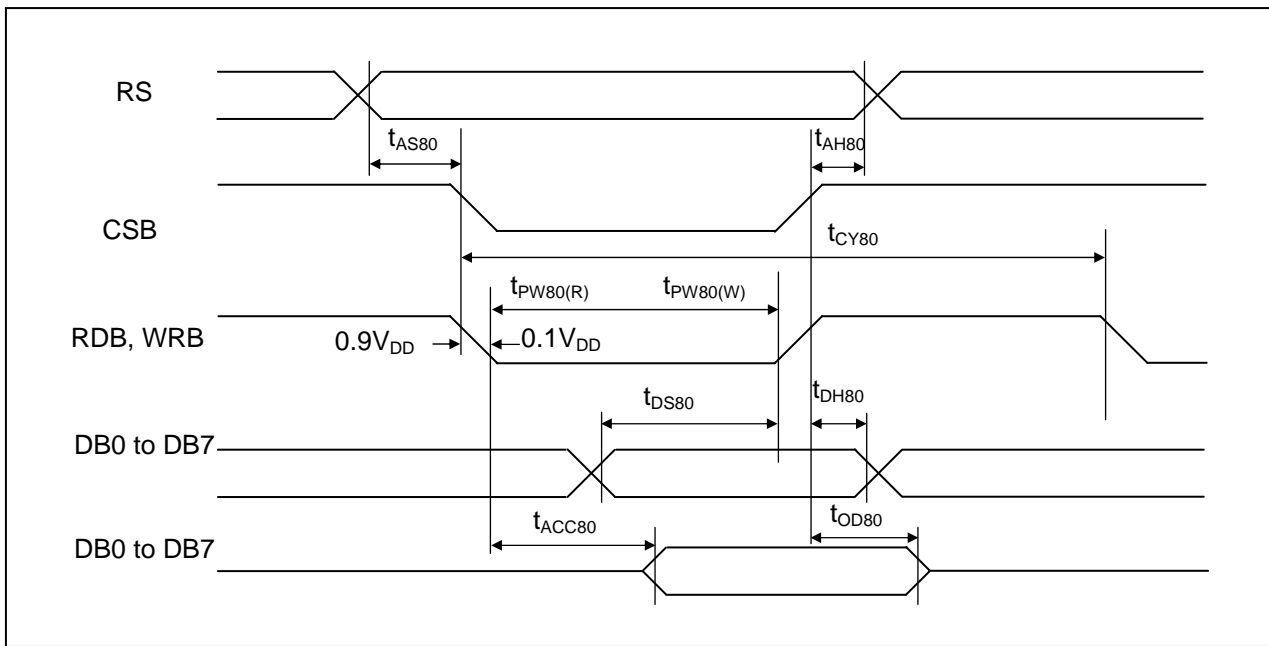 RS
tAS80
tAH80
CSB
tCY80
tPW80(R)
tPW80(W)
RDB, WRB
0.9VDD
0.1VDD
tDS80
tDH80
DB0 to DB7
tACC80
tOD80
DB0 to DB7